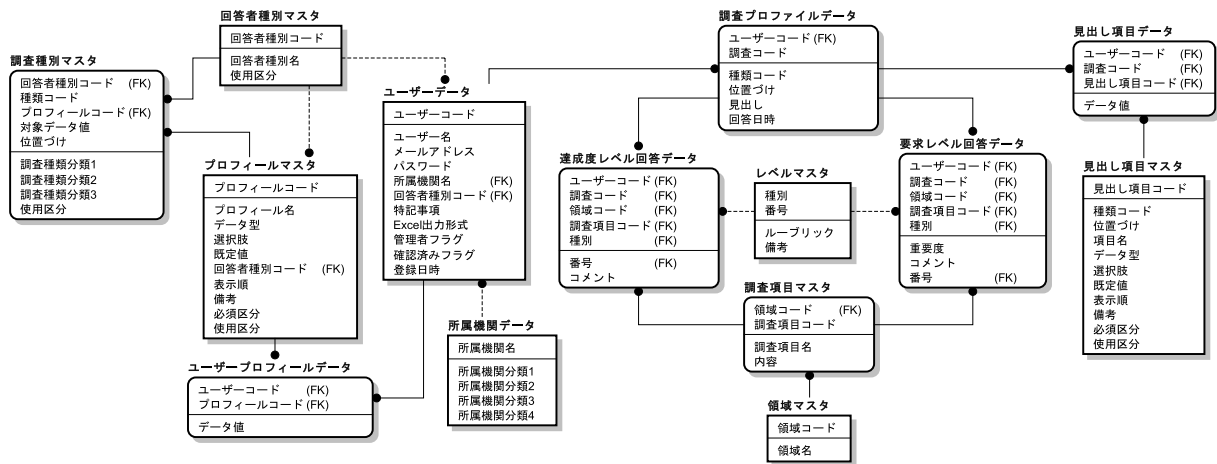 回答者種別マスタ
回答者種別コード
回答者種別名
使用区分
調査種別マスタ
回答者種別コード (FK)
種類コード
プロフィールコード (FK)
対象データ値
位置づけ
調査種類分類1
調査種類分類2
調査種類分類3
使用区分
プロフィールマスタ
プロフィールコード
プロフィール名
データ型
選択肢
既定値
回答者種別コード (FK)
表示順
備考
必須区分
使用区分
ユーザープロフィールデータ
ユーザーコード (FK)
プロフィールコード (FK)
データ値
ユーザーデータ
ユーザーコード
ユーザー名
メールアドレス
パスワード
所属機関名 (FK)
回答者種別コード (FK)
特記事項
Excel出力形式
管理者フラグ
確認済みフラグ
登録日時
所属機関データ
所属機関名
所属機関分類1
所属機関分類2
所属機関分類3
所属機関分類4
調査プロファイルデータ
ユーザーコード (FK)
調査コード
種類コード
位置づけ
見出し
回答日時
達成度レベル回答データ
ユーザーコード (FK)
調査コード (FK)
領域コード (FK)
調査項目コード (FK)
種別 (FK)
番号 (FK)
コメント
レベルマスタ
種別
番号
ルーブリック
備考
要求レベル回答データ
ユーザーコード (FK)
調査コード (FK)
領域コード (FK)
調査項目コード (FK)
種別 (FK)
重要度
コメント
番号 (FK)
調査項目マスタ
領域コード (FK)
調査項目コード
調査項目名
内容
領域マスタ
領域コード
領域名
見出し項目データ
ユーザーコード (FK)
調査コード (FK)
見出し項目コード (FK)
データ値
見出し項目マスタ
見出し項目コード
種類コード
位置づけ
項目名
データ型
選択肢
既定値
表示順
備考
必須区分
使用区分